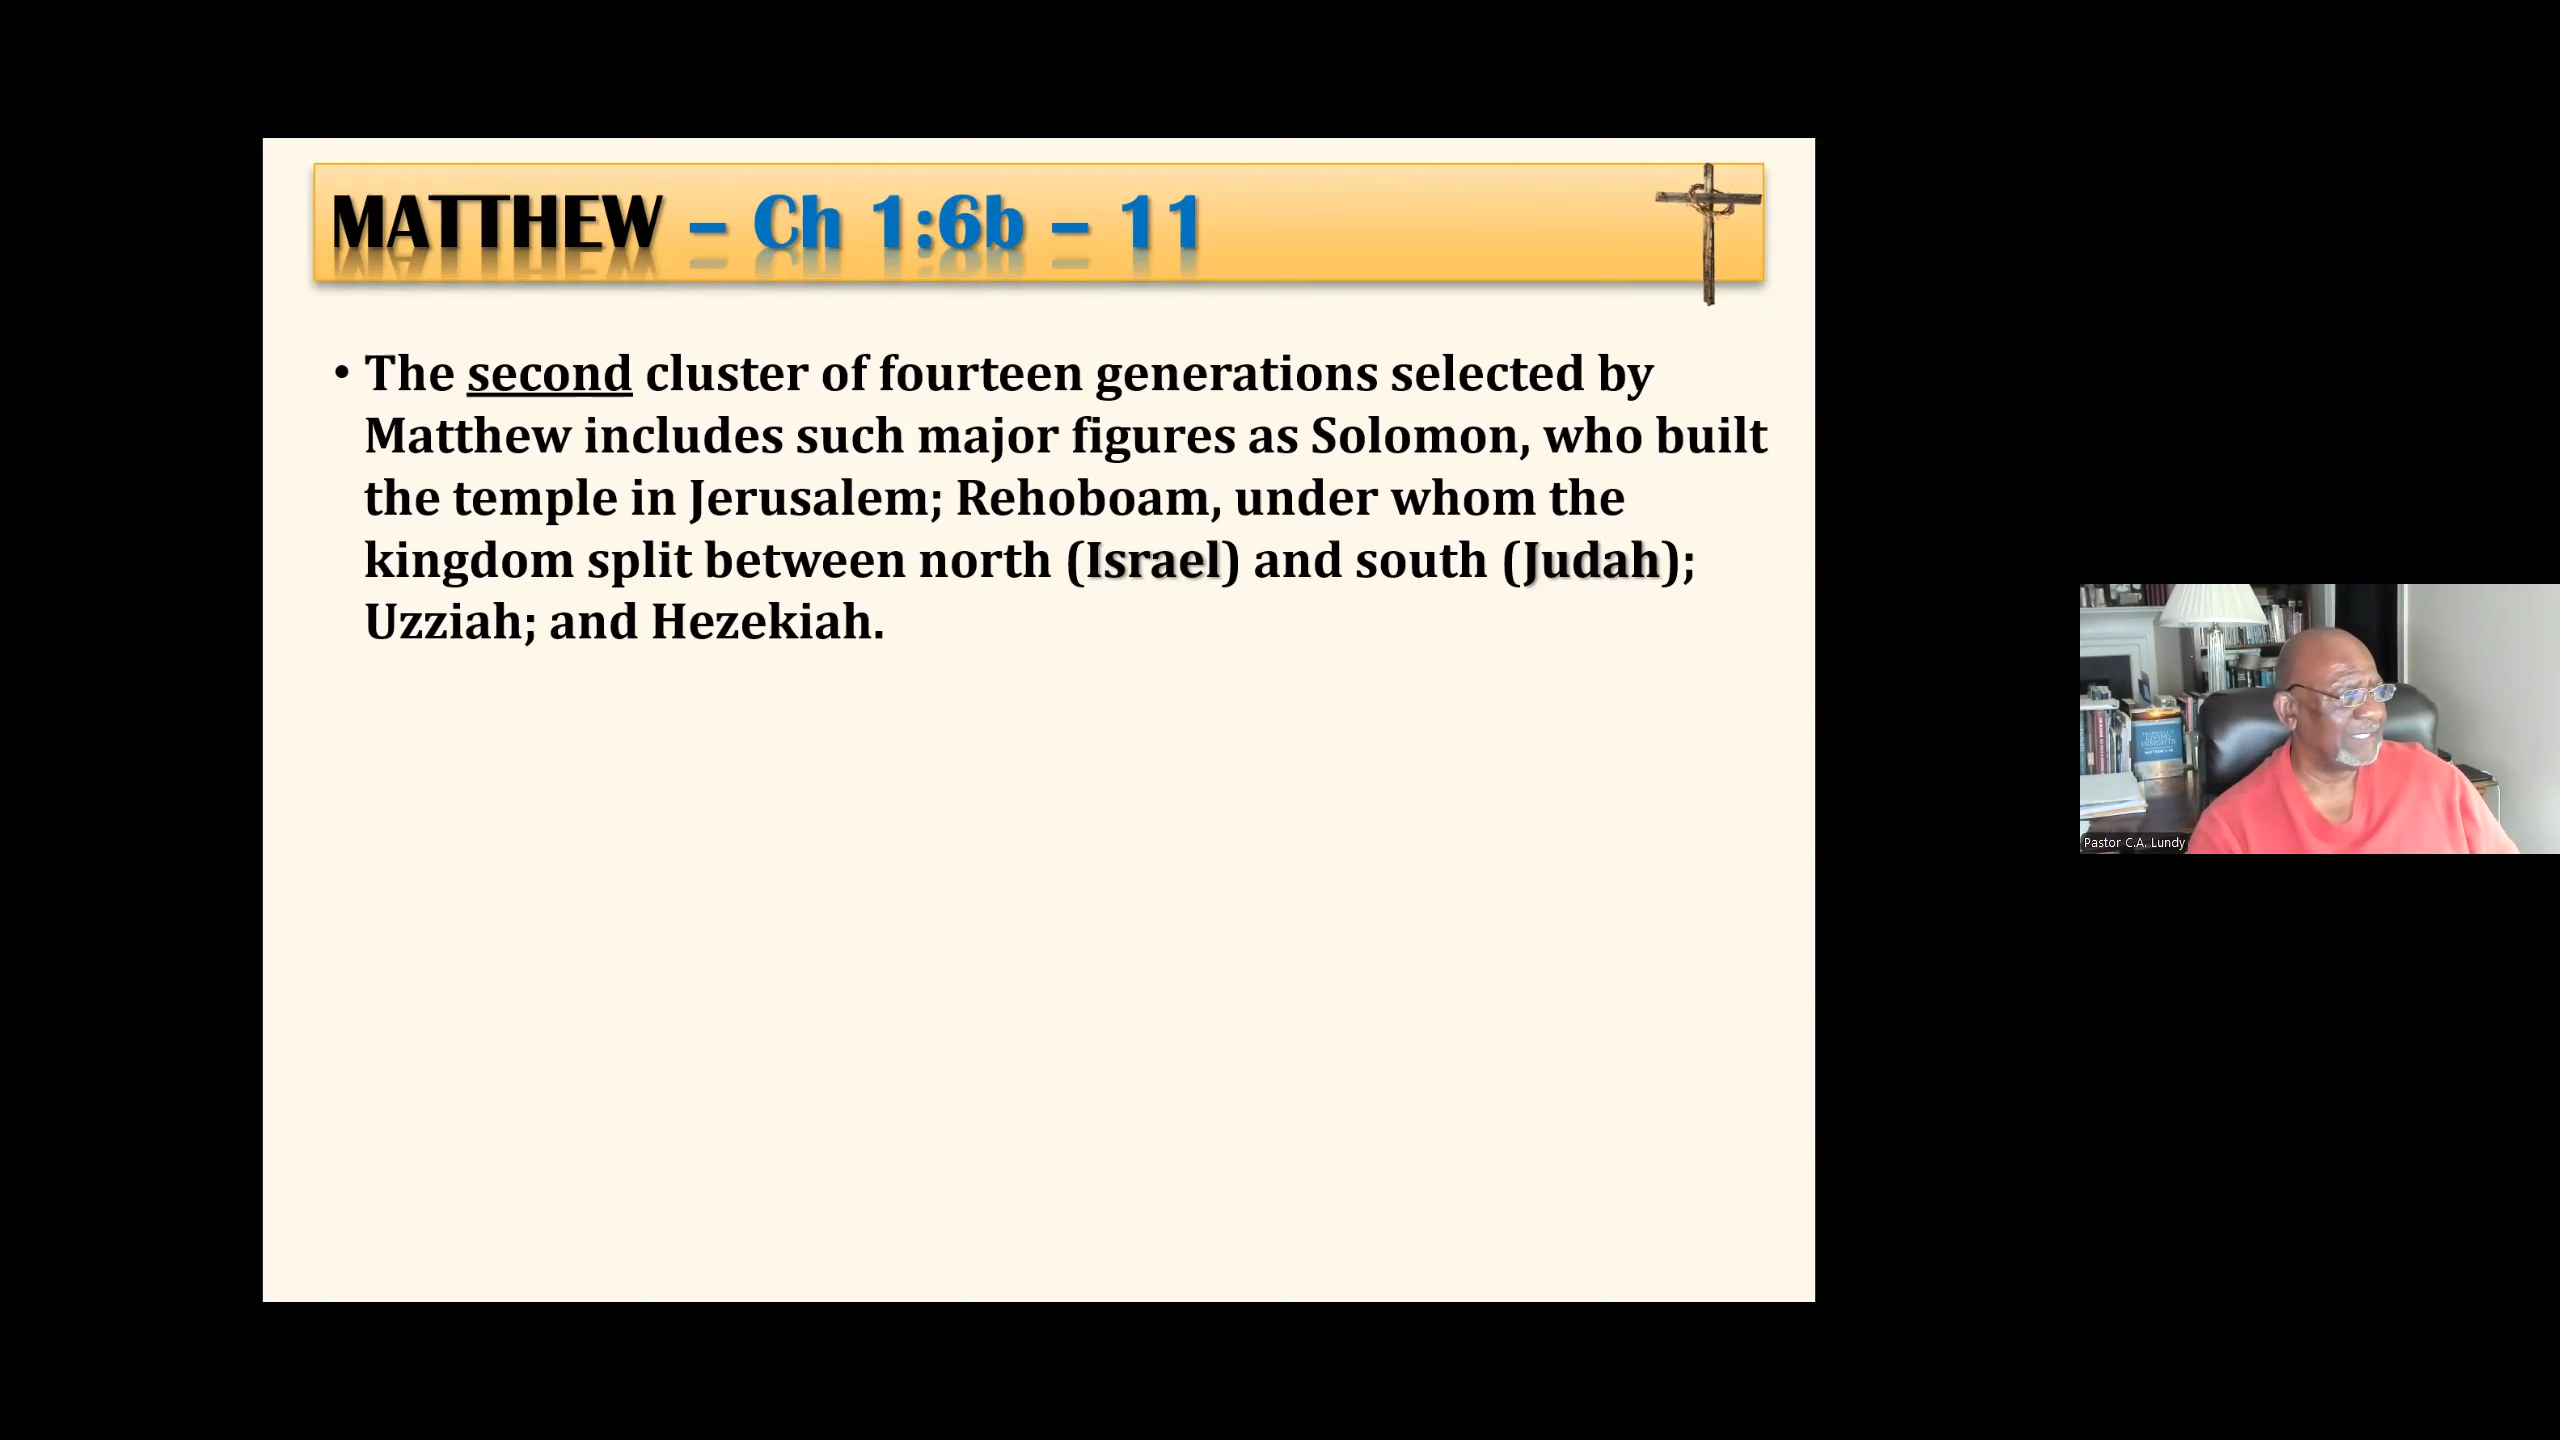 MATTHEW – Ch 1:6b – 11
• The second cluster of fourteen generations selected by
Matthew includes such major figures as Solomon, who built
the temple in Jerusalem; Rehoboam, under whom the
kingdom split between north (Israel) and south (Judah);
Uzziah; and Hezekiah.
LIVING
INSIGHTS
Pastor C.A. Lundy